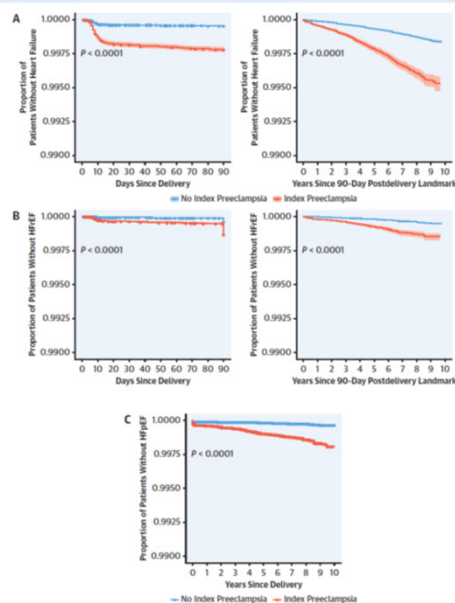 A
Proportion of
Patients Without Heart Failure
1.0000
0.9975
0.9950
0.9925
0.9900
P < 0.0001
0 10 20 30 40 50 60 70 80 90
Days Since Delivery
Proportion of
Patients Without Heart Failure
1.0000
0.9975
0.9950
0.9925
0.9900
P < 0.0001
0 1 2 3 4 5 6 7 8 9 10
Years Since 90-Day Postdelivery Landmark
No Index Preeclampsia Index Preeclampsia
B
Proportion of Patients Without HFrEF
1.0000
0.9975
0.9950
0.9925
0.9900
P < 0.0001
0 10 20 30 40 50 60 70 80 90
Days Since Delivery
Proportion of Patients Without HFrEF
1.0000
0.9975
0.9950
0.9925
0.9900
P < 0.0001
0 1 2 3 4 5 6 7 8 9 10
Years Since 90-Day Postdelivery Landmark
C
Proportion of Patients Without HFpEF
1.0000
0.9975
0.9950
0.9925
0.9900
P < 0.0001
0 1 2 3 4 5 6 7 8 9 10
Years Since Delivery
No Index Preeclampsia Index Preeclampsia